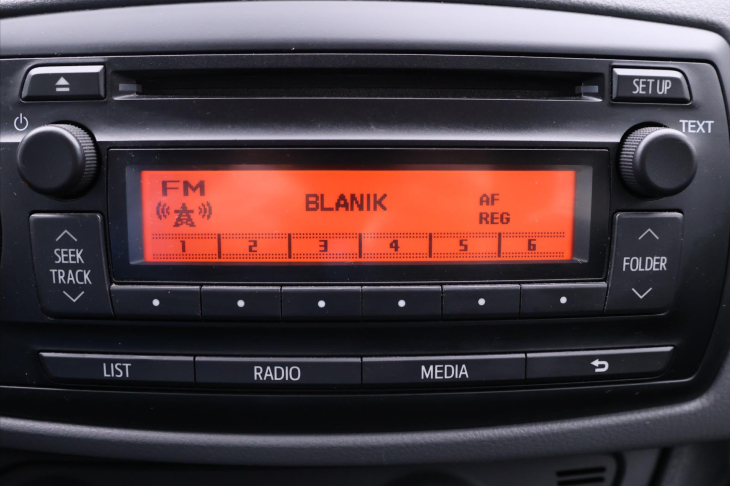 SET UP
TEXT
FM BLANIK AF
REG
1 2 3 4 5 6
SEEK
TRACK
FOLDER
LIST RADIO MEDIA